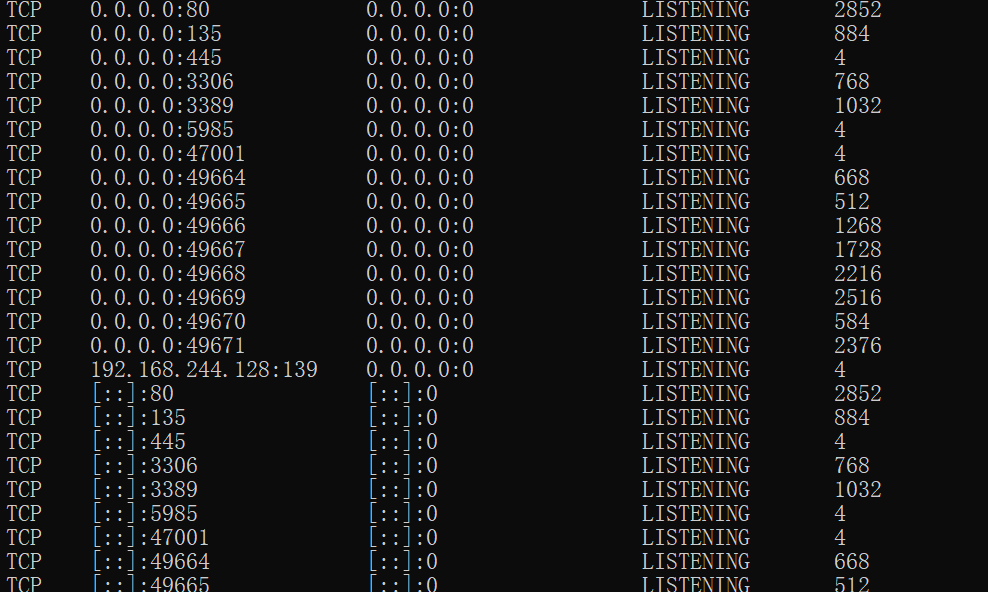 TCP 0.0.0.0:80 0.0.0.0:0 LISTENING 2852
TCP 0.0.0.0:135 0.0.0.0:0 LISTENING 884
TCP 0.0.0.0:445 0.0.0.0:0 LISTENING 4
TCP 0.0.0.0:3306 0.0.0.0:0 LISTENING 768
TCP 0.0.0.0:3389 0.0.0.0:0 LISTENING 1032
TCP 0.0.0.0:5985 0.0.0.0:0 LISTENING 4
TCP 0.0.0.0:47001 0.0.0.0:0 LISTENING 4
TCP 0.0.0.0:49664 0.0.0.0:0 LISTENING 668
TCP 0.0.0.0:49665 0.0.0.0:0 LISTENING 512
TCP 0.0.0.0:49666 0.0.0.0:0 LISTENING 1268
TCP 0.0.0.0:49667 0.0.0.0:0 LISTENING 1728
TCP 0.0.0.0:49668 0.0.0.0:0 LISTENING 2216
TCP 0.0.0.0:49669 0.0.0.0:0 LISTENING 2516
TCP 0.0.0.0:49670 0.0.0.0:0 LISTENING 584
TCP 0.0.0.0:49671 0.0.0.0:0 LISTENING 2376
TCP 192.168.244.128:139 0.0.0.0:0 LISTENING 4
TCP [::]:80 [::]:0 LISTENING 2852
TCP [::]:135 [::]:0 LISTENING 884
TCP [::]:445 [::]:0 LISTENING 4
TCP [::]:3306 [::]:0 LISTENING 768
TCP [::]:3389 [::]:0 LISTENING 1032
TCP [::]:5985 [::]:0 LISTENING 4
TCP [::]:47001 [::]:0 LISTENING 4
TCP [::]:49664 [::]:0 LISTENING 668
TCP [::]:49665 [::]:0 LISTENING 512